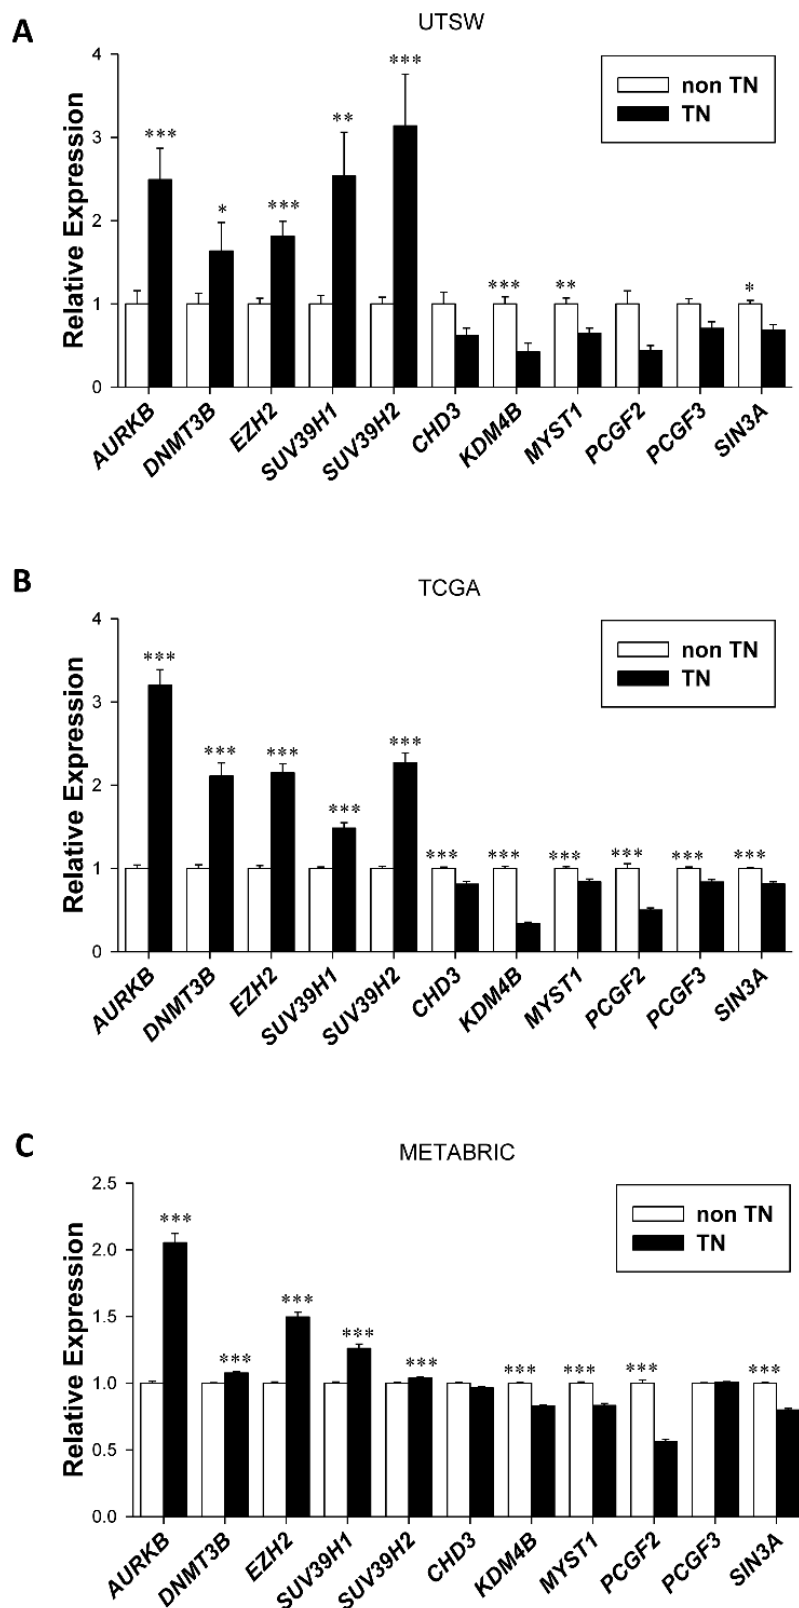 A
UTSW
Relative Expression
4
3
2
1
0
non TN
TN
*** * *** ** *** *** ** *
AURKB DNMT3B EZH2 SUV39H1 SUV39H2 CHD3 KDM4B MYST1 PCGF2 PCGF3 SIN3A
B
TCGA
Relative Expression
4
3
2
1
0
non TN
TN
*** *** *** *** *** *** *** *** *** *** ***
AURKB DNMT3B EZH2 SUV39H1 SUV39H2 CHD3 KDM4B MYST1 PCGF2 PCGF3 SIN3A
C
METABRIC
Relative Expression
2.5
2.0
1.5
1.0
0.5
0.0
non TN
TN
*** *** *** *** *** *** *** *** ***
AURKB DNMT3B EZH2 SUV39H1 SUV39H2 CHD3 KDM4B MYST1 PCGF2 PCGF3 SIN3A